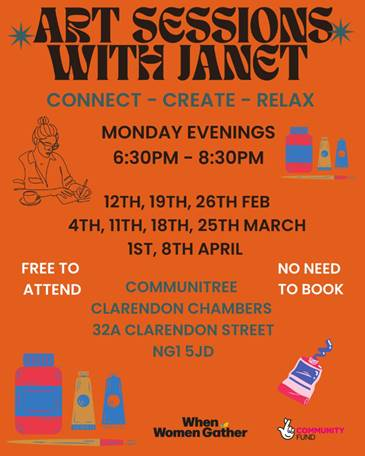 ART SESSIONS
WITH JANET
CONNECT - CREATE - RELAX
MONDAY EVENINGS
6:30PM - 8:30PM
12TH, 19TH, 26TH FEB
4TH, 11TH, 18TH, 25TH MARCH
1ST, 8TH APRIL
FREE TO
ATTEND
NO NEED
TO BOOK
COMMUNITREE
CLARENDON CHAMBERS
32A CLARENDON STREET
NG1 5JD
When
Women Gather
COMMUNITY
FUND